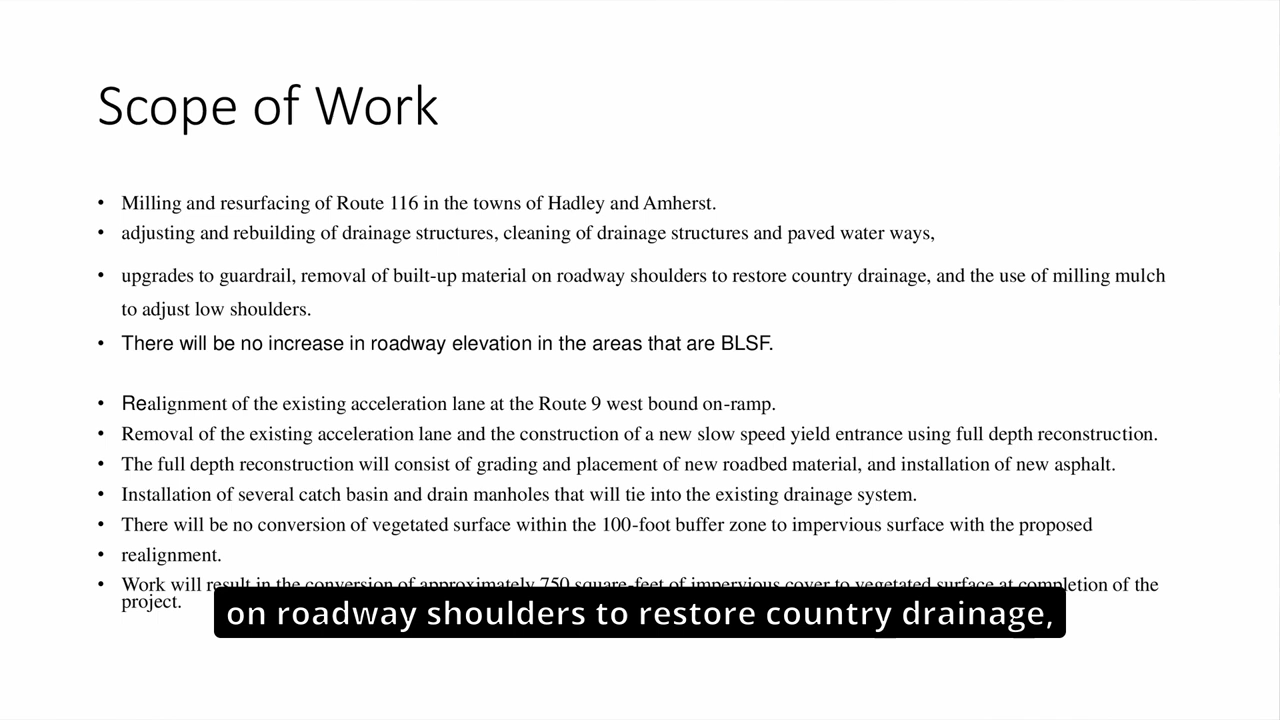 Scope of Work
• Milling and resurfacing of Route 116 in the towns of Hadley and Amherst.
• adjusting and rebuilding of drainage structures, cleaning of drainage structures and paved water ways,
• upgrades to guardrail, removal of built-up material on roadway shoulders to restore country drainage, and the use of milling mulch
to adjust low shoulders.
• There will be no increase in roadway elevation in the areas that are BLSF.
• Realignment of the existing acceleration lane at the Route 9 west bound on-ramp.
• Removal of the existing acceleration lane and the construction of a new slow speed yield entrance using full depth reconstruction.
• The full depth reconstruction will consist of grading and placement of new roadbed material, and installation of new asphalt.
• Installation of several catch basin and drain manholes that will tie into the existing drainage system.
• There will be no conversion of vegetated surface within the 100-foot buffer zone to impervious surface with the proposed
• realignment.
• Work will result in the conversion of approximately 750 square-feet of impervious cover to vegetated surface at completion of the
project.
on roadway shoulders to restore country drainage,